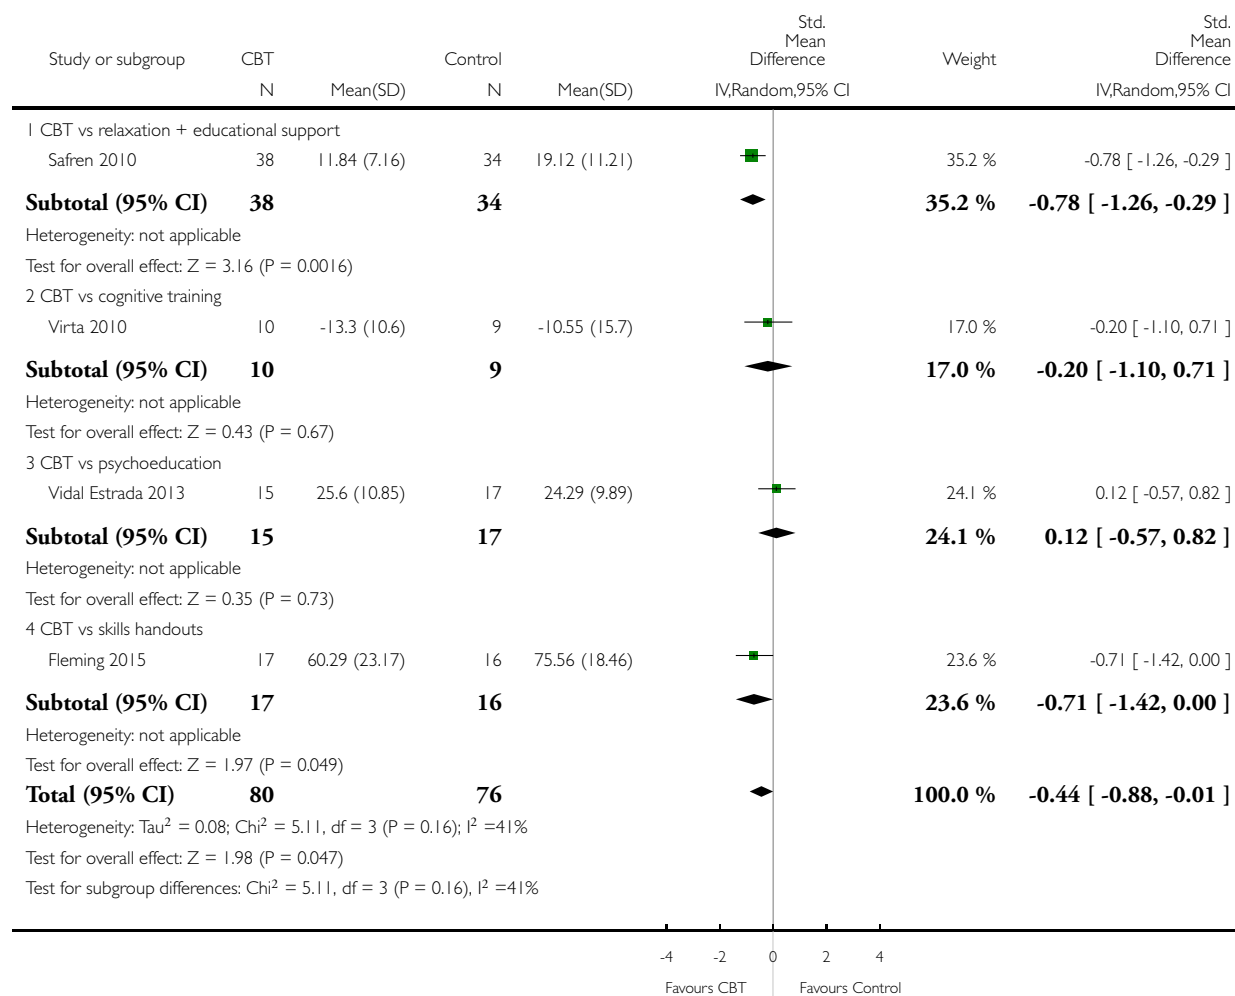 Std. Std.
Mean Mean
Study or subgroup CBT Control Difference Weight Difference
N Mean(SD) N Mean(SD) IV,Random,95% CI IV,Random,95% CI
1 CBT vs relaxation + educational support
Safren 2010 38 11.84 (7.16) 34 19.12 (11.21) 35.2 % -0.78 [ -1.26, -0.29 ]
Subtotal (95% CI) 38 34 35.2 % -0.78 [ -1.26, -0.29 ]
Heterogeneity: not applicable
Test for overall effect: Z = 3.16 (P = 0.0016)
2 CBT vs cognitive training
Virta 2010 10 -13.3 (10.6) 9 -10.55 (15.7) 17.0 % -0.20 [ -1.10, 0.71 ]
Subtotal (95% CI) 10 9 17.0 % -0.20 [ -1.10, 0.71 ]
Heterogeneity: not applicable
Test for overall effect: Z = 0.43 (P = 0.67)
3 CBT vs psychoeducation
Vidal Estrada 2013 15 25.6 (10.85) 17 24.29 (9.89) 24.1 % 0.12 [ -0.57, 0.82 ]
Subtotal (95% CI) 15 17 24.1 % 0.12 [ -0.57, 0.82 ]
Heterogeneity: not applicable
Test for overall effect: Z = 0.35 (P = 0.73)
4 CBT vs skills handouts
Fleming 2015 17 60.29 (23.17) 16 75.56 (18.46) 23.6 % -0.71 [ -1.42, 0.00 ]
Subtotal (95% CI) 17 16 23.6 % -0.71 [ -1.42, 0.00 ]
Heterogeneity: not applicable
Test for overall effect: Z = 1.97 (P = 0.049)
Total (95% CI) 80 76 100.0 % -0.44 [ -0.88, -0.01 ]
Heterogeneity: Tau² = 0.08; Chi² = 5.11, df = 3 (P = 0.16); I² =41%
Test for overall effect: Z = 1.98 (P = 0.047)
Test for subgroup differences: Chi² = 5.11, df = 3 (P = 0.16), I² =41%
-4 -2 0 2 4
Favours CBT Favours Control